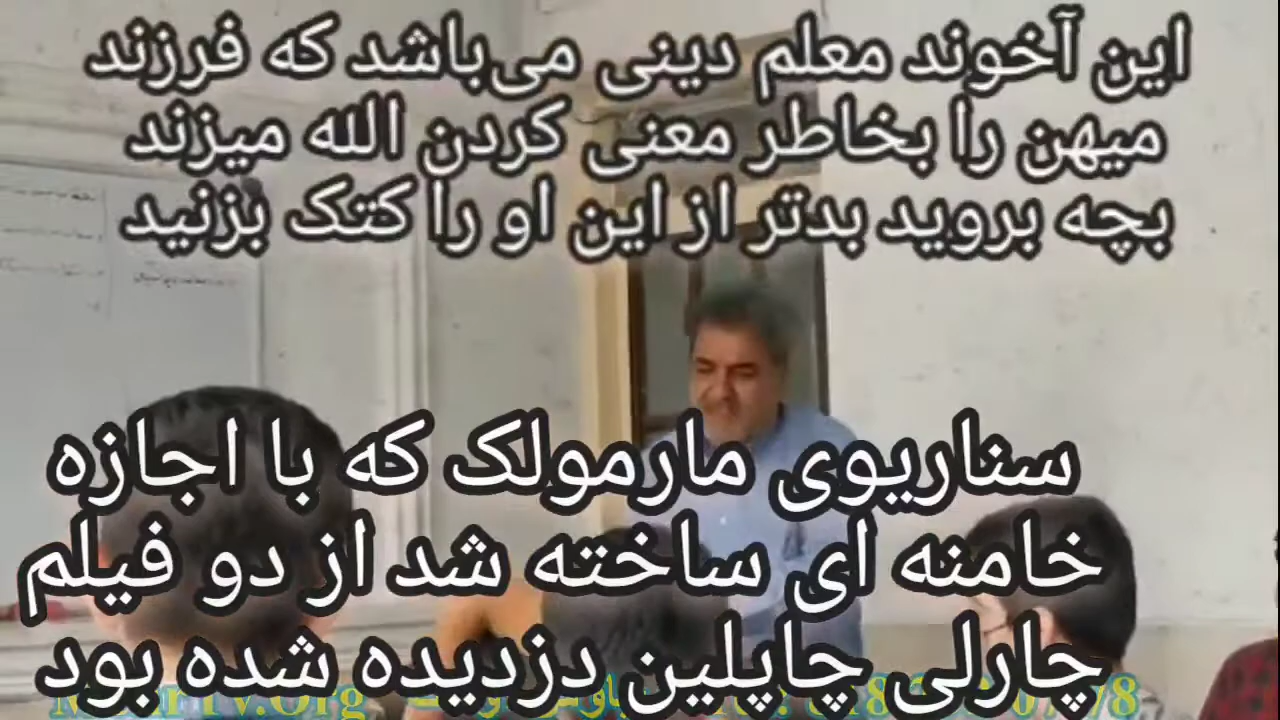 این آخوند معلم دینی می‌باشد که فرزند
میهن را بخاطر معنی کردن الله میزند
بچه بروید بدتر از این او را کتک بزنید
سناریوی مارمولک که با اجازه
خامنه ای ساخته شد از دو فیلم
چارلی چاپلین دزدیده شده بود